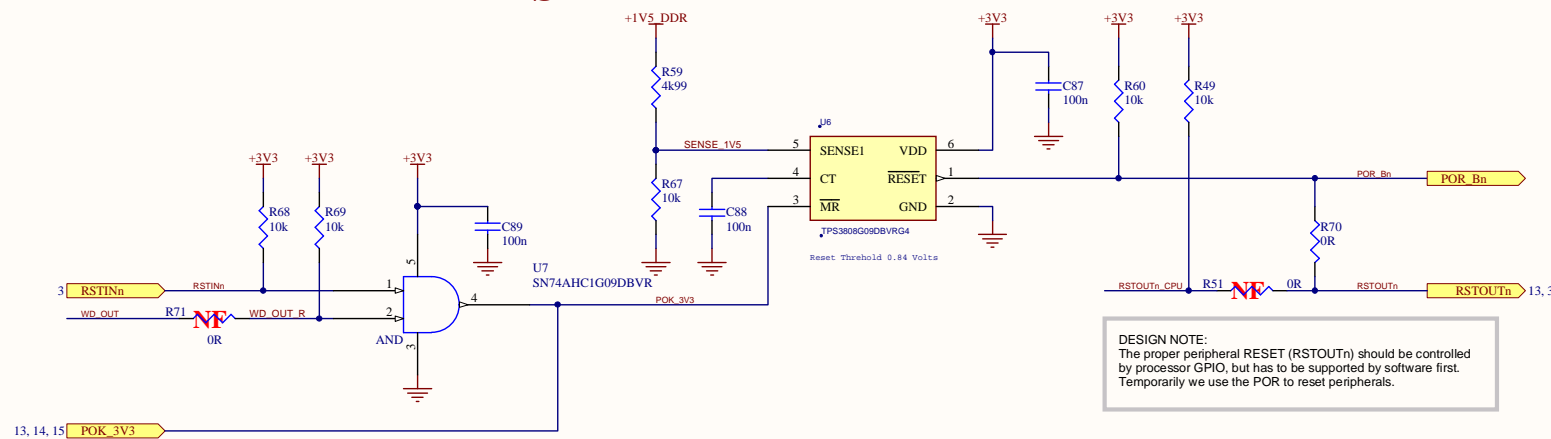 +1V5_DDR
+3V3
+3V3
+3V3
R59
4k99
C87
100n
R60
10k
R49
10k
U6
SENSE_1V5
5
SENSE1
VDD
6
4
CT
RESET
1
3
MR
GND
2
POR_Bn
POR_Bn
TPS3808G09DBVRG4
Reset Threhold 0.84 Volts
R67
10k
C88
100n
+3V3
+3V3
+3V3
R68
10k
R69
10k
C89
100n
R70
0R
5
U7
SN74AHC1G09DBVR
3
RSTINn
RSTINn
1
4
POK_3V3
WD_OUT
R71
NF
0R
WD_OUT_R
2
AND
3
RSTOUTn_CPU
R51
NF
0R
RSTOUTn
RSTOUTn
DESIGN NOTE:
The proper peripheral RESET (RSTOUTn) should be controlled
by processor GPIO, but has to be supported by software first.
Temporarily we use the POR to reset peripherals.
13, 14, 15
POK_3V3